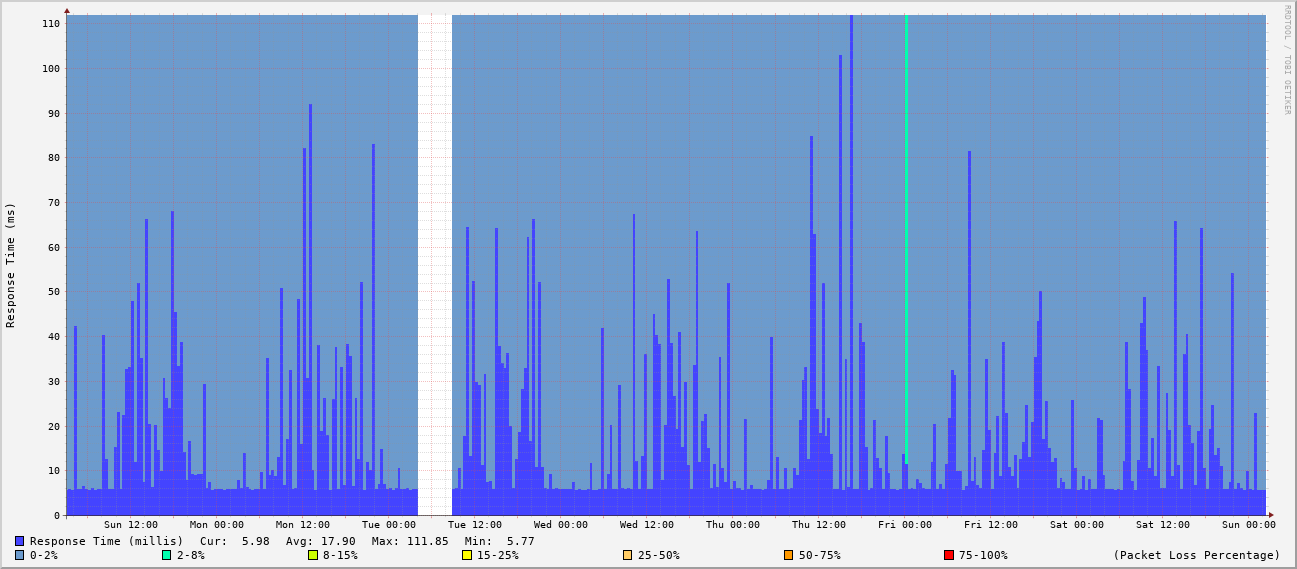 RRDTOOL / TOBI OETIKER
Response Time (ms)
110
100
90
80
70
60
50
40
30
20
10
0
Sun 12:00 Mon 00:00 Mon 12:00 Tue 00:00 Tue 12:00 Wed 00:00 Wed 12:00 Thu 00:00 Thu 12:00 Fri 00:00 Fri 12:00 Sat 00:00 Sat 12:00 Sun 00:00
Response Time (millis) Cur: 5.98 Avg: 17.90 Max: 111.85 Min: 5.77
0-2% 2-8% 8-15% 15-25% 25-50% 50-75% 75-100% (Packet Loss Percentage)